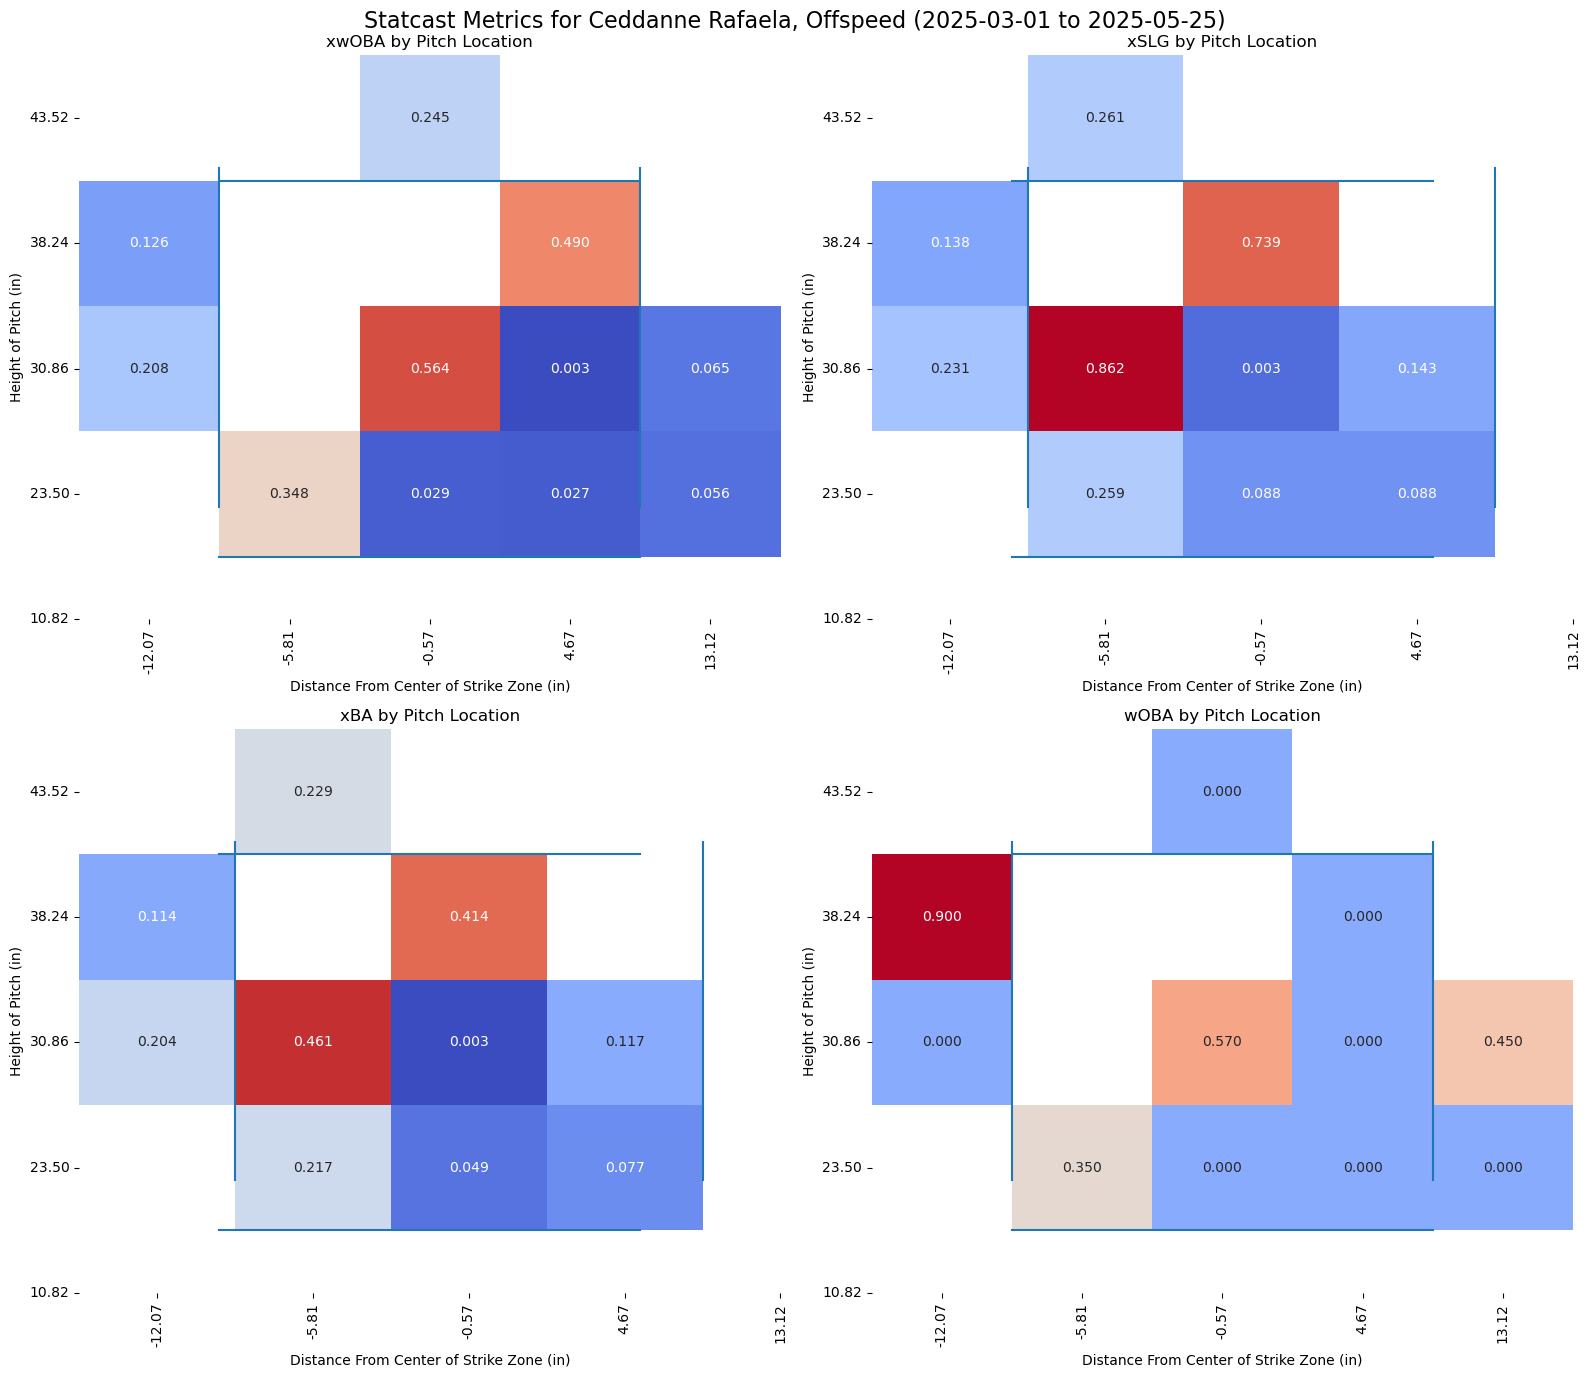 Statcast Metrics for Ceddanne Rafaela, Offspeed (2025-03-01 to 2025-05-25)
xwOBA by Pitch Location
Height of Pitch (in)
43.52
38.24
30.86
23.50
10.82
0.245
0.126 0.490
0.208 0.564 0.003 0.065
0.348 0.029 0.027 0.056
-12.07 -5.81 -0.57 4.67 13.12
Distance From Center of Strike Zone (in)
xSLG by Pitch Location
Height of Pitch (in)
43.52
38.24
30.86
23.50
10.82
0.261
0.138 0.739
0.231 0.862 0.003 0.143
0.259 0.088 0.088
-12.07 -5.81 -0.57 4.67 13.12
Distance From Center of Strike Zone (in)
xBA by Pitch Location
Height of Pitch (in)
43.52
38.24
30.86
23.50
10.82
0.229
0.114 0.414
0.204 0.461 0.003 0.117
0.217 0.049 0.077
-12.07 -5.81 -0.57 4.67 13.12
Distance From Center of Strike Zone (in)
wOBA by Pitch Location
Height of Pitch (in)
43.52
38.24
30.86
23.50
10.82
0.000
0.900 0.000
0.000 0.570 0.000 0.450
0.350 0.000 0.000 0.000
-12.07 -5.81 -0.57 4.67 13.12
Distance From Center of Strike Zone (in)